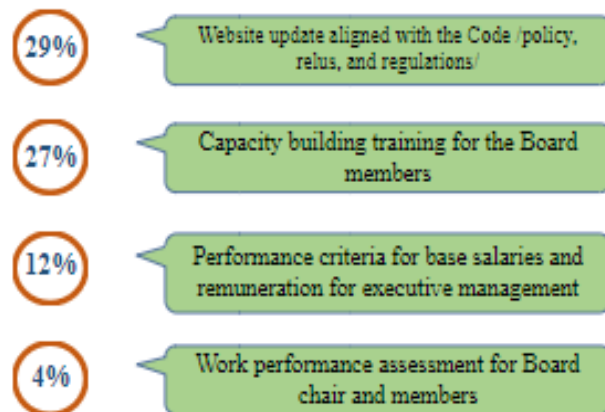 29%
Website update aligned with the Code /policy,
relus, and regulations/
27%
Capacity building training for the Board
members
12%
Performance criteria for base salaries and
remuneration for executive management
4%
Work performance assessment for Board
chair and members